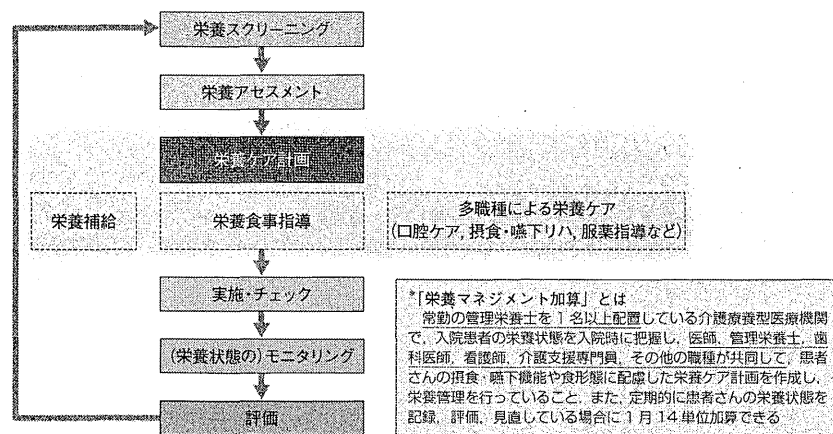 栄養スクリーニング
栄養アセスメント
栄養ケア計画
栄養補給
栄養食事指導
多職種による栄養ケア
(口腔ケア, 摂食・嚥下リハ, 服薬指導など)
実施・チェック
(栄養状態の)モニタリング
評価
*「栄養マネジメント加算」とは
常勤の管理栄養士を1名以上配置している介護療養型医療機関
で, 入院患者の栄養状態を入院時に把握し, 医師, 管理栄養士, 歯
科医師, 看護師, 介護支援専門員, その他の職種が共同して, 患者
さんの摂食・嚥下機能や食形態に配慮した栄養ケア計画を作成し,
栄養管理を行っていること, また, 定期的に患者さんの栄養状態を
記録, 評価, 見直している場合に1月14単位加算できる